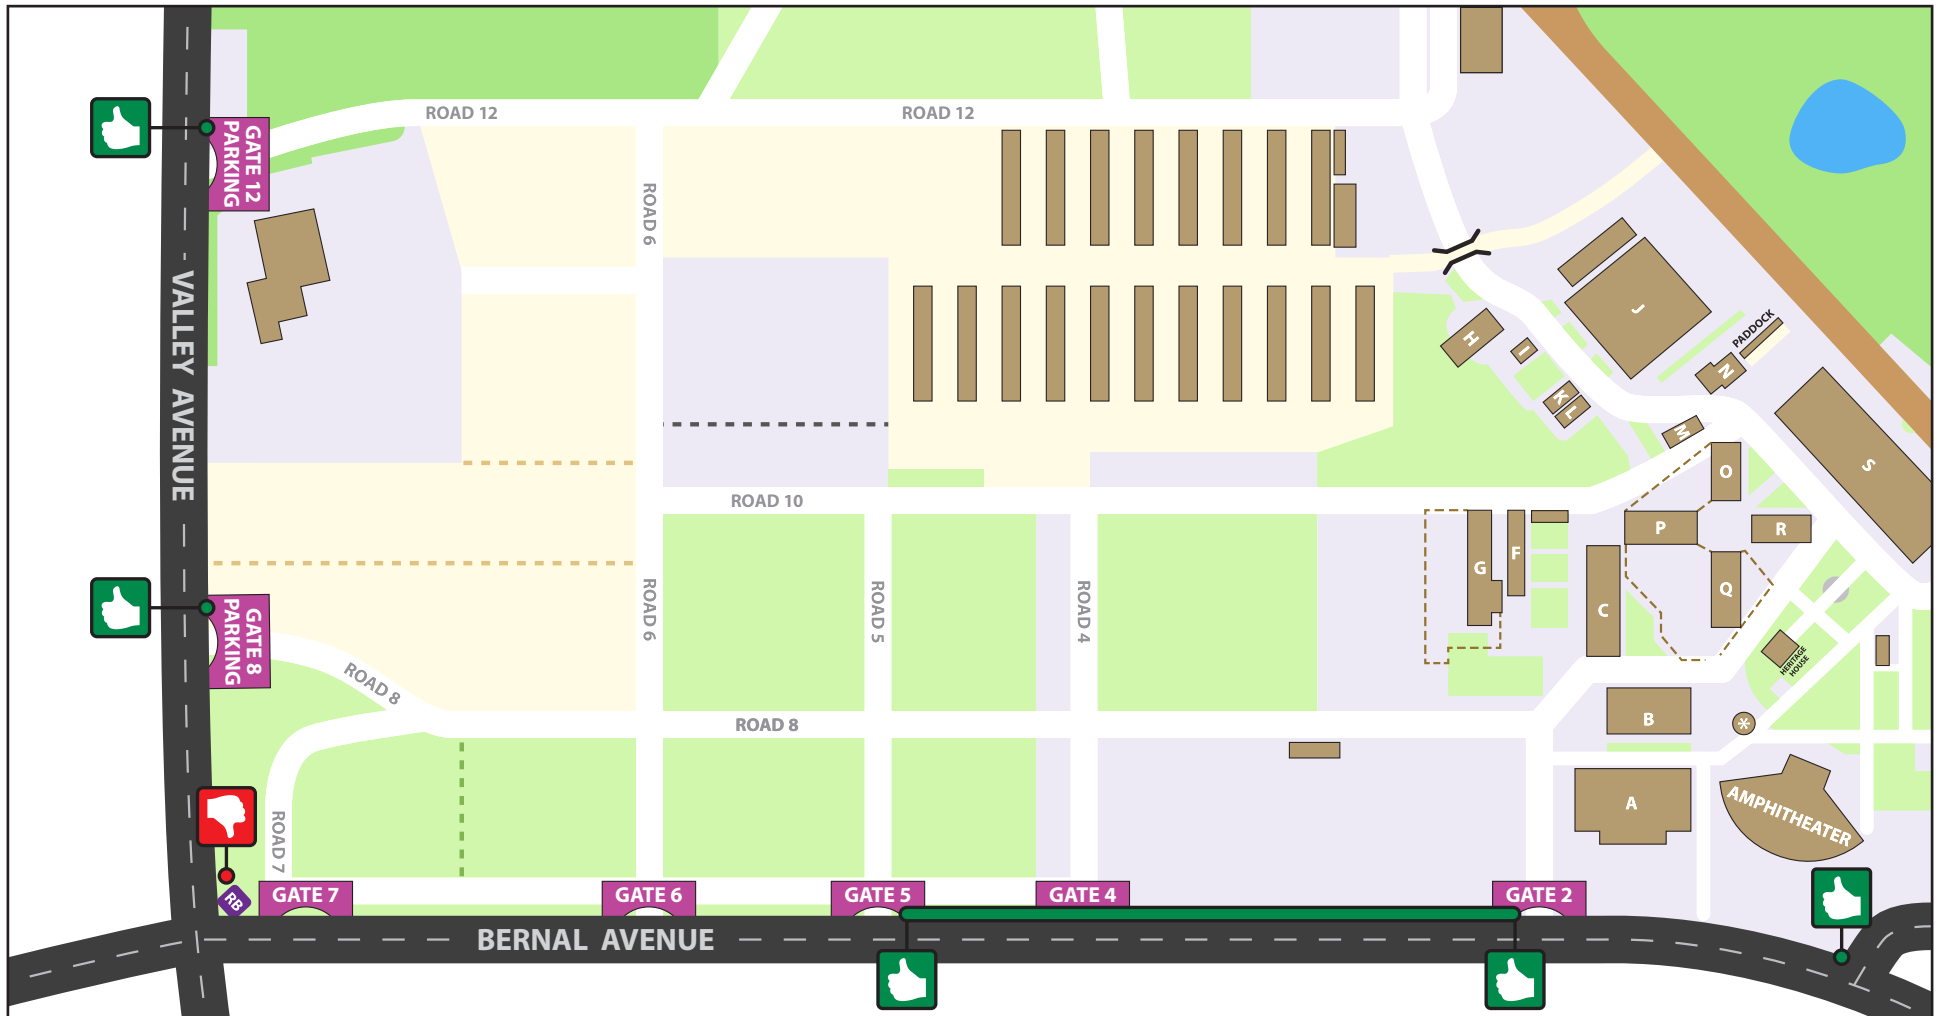 ROAD 12
ROAD 12
GATE 12
PARKING
ROAD 6
VALLEY AVENUE
J
PADDOCK
H
I
N
K
L
M
S
O
ROAD 10
P
R
G
F
Q
C
ROAD 6
ROAD 5
ROAD 4
GATE 8
PARKING
ROAD 8
HERITAGE
HOUSE
ROAD 8
B
*
A
AMPHITHEATER
ROAD 7
RB
GATE 7
GATE 6
GATE 5
GATE 4
GATE 2
BERNAL AVENUE